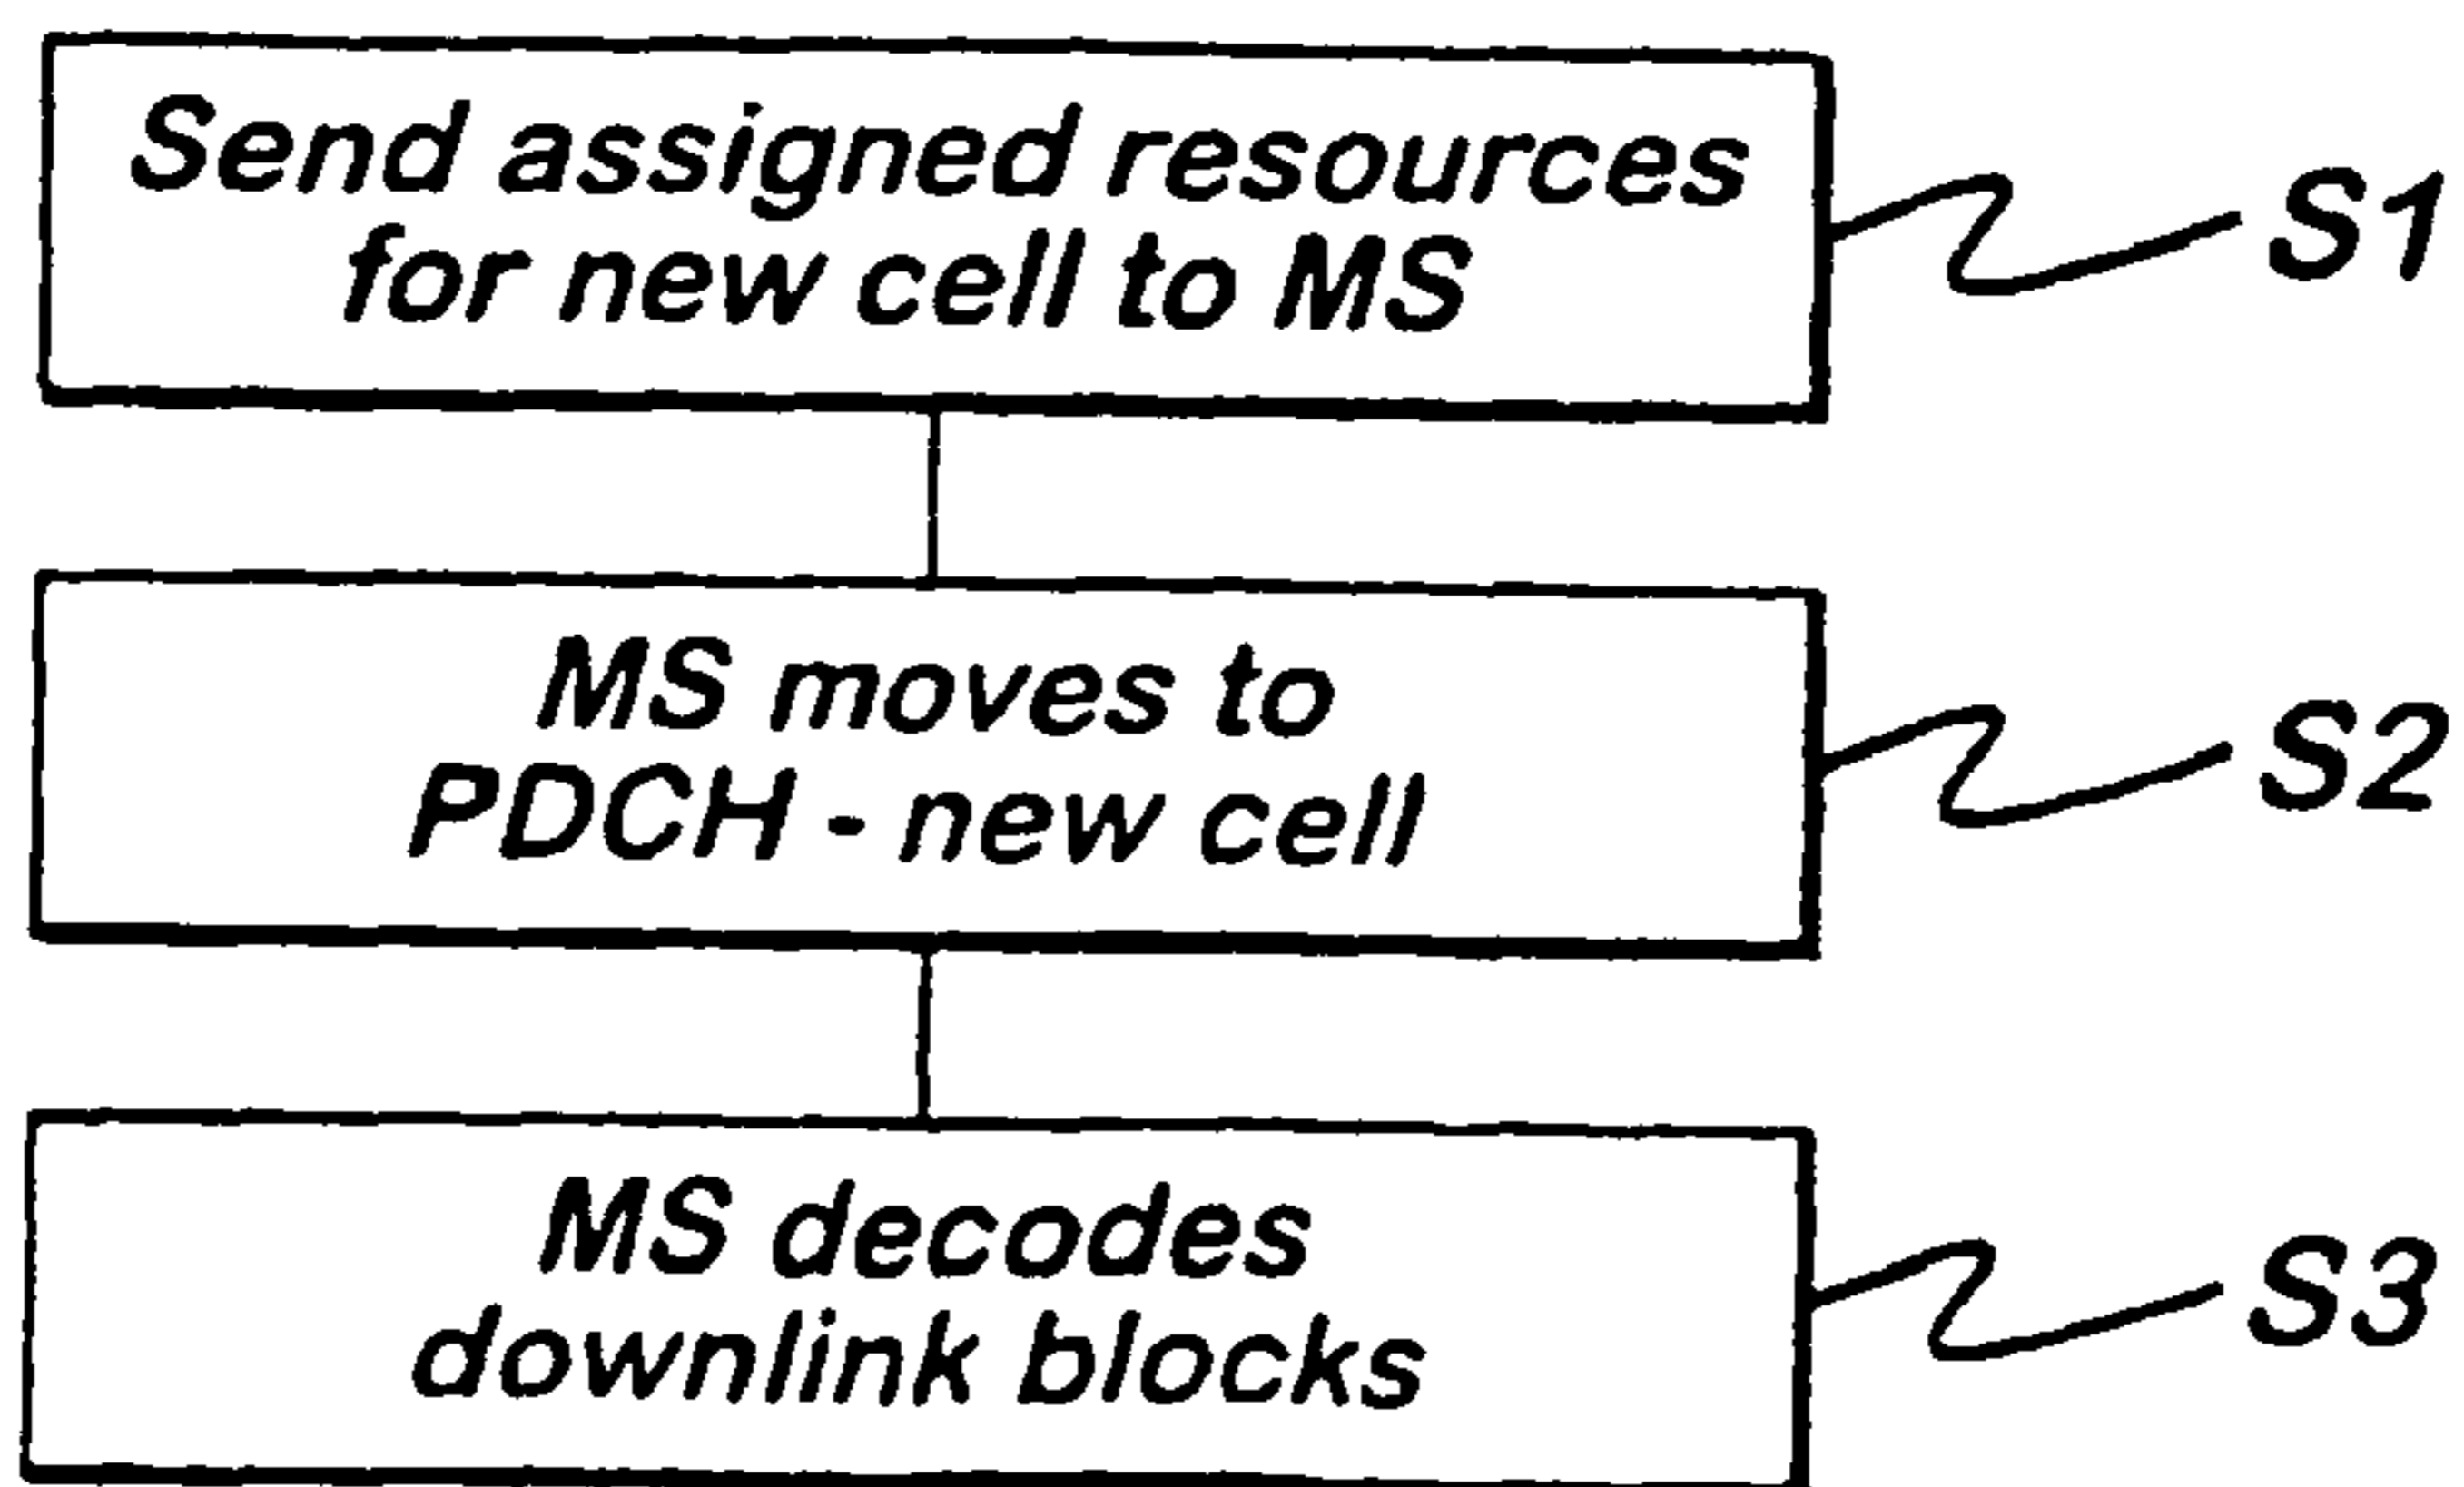 Send assigned resources
for new cell to MS
S1
MS moves to
PDCH - new cell
S2
MS decodes
downlink blocks
S3